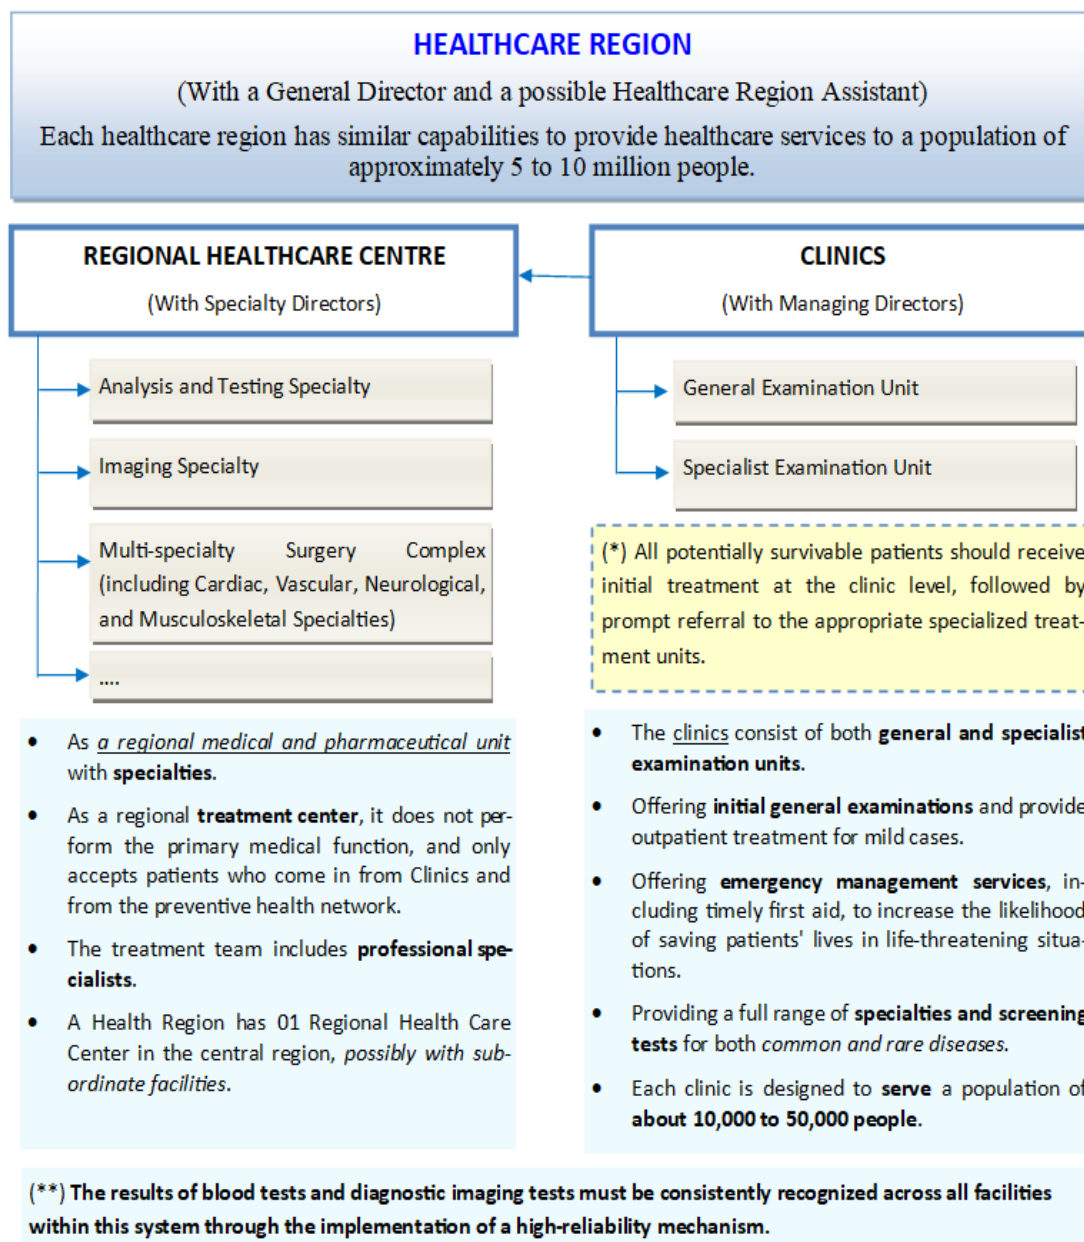 HEALTHCARE REGION
(With a General Director and a possible Healthcare Region Assistant)
Each healthcare region has similar capabilities to provide healthcare services to a population of
approximately 5 to 10 million people.
REGIONAL HEALTHCARE CENTRE
(With Specialty Directors)
Analysis and Testing Specialty
Imaging Specialty
Multi-specialty Surgery Complex
(including Cardiac, Vascular, Neurological,
and Musculoskeletal Specialties)
....
• As a regional medical and pharmaceutical unit
with specialties.
• As a regional treatment center, it does not per-
form the primary medical function, and only
accepts patients who come in from Clinics and
from the preventive health network.
• The treatment team includes professional spe-
cialists.
• A Health Region has 01 Regional Health Care
Center in the central region, possibly with sub-
ordinate facilities.
CLINICS
(With Managing Directors)
General Examination Unit
Specialist Examination Unit
(*) All potentially survivable patients should receive
initial treatment at the clinic level, followed by
prompt referral to the appropriate specialized treat-
ment units.
• The clinics consist of both general and specialist
examination units.
• Offering initial general examinations and provide
outpatient treatment for mild cases.
• Offering emergency management services, in-
cluding timely first aid, to increase the likelihood
of saving patients' lives in life-threatening situa-
tions.
• Providing a full range of specialties and screening
tests for both common and rare diseases.
• Each clinic is designed to serve a population of
about 10,000 to 50,000 people.
(**) The results of blood tests and diagnostic imaging tests must be consistently recognized across all facilities
within this system through the implementation of a high-reliability mechanism.